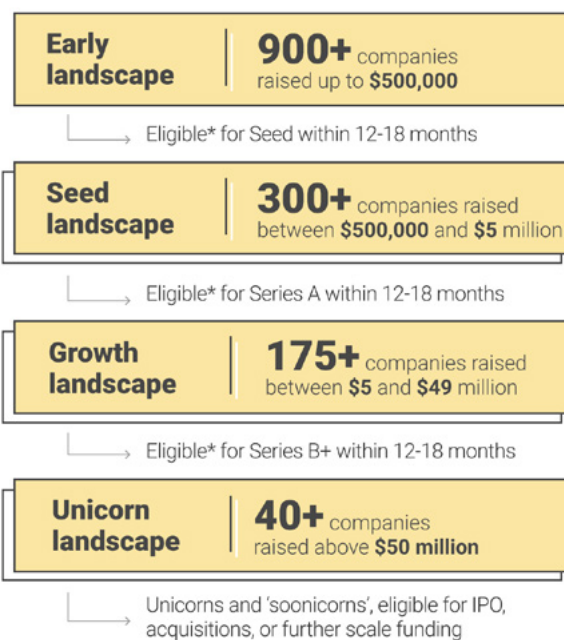 Early
landscape
900+ companies
raised up to $500,000
Eligible* for Seed within 12-18 months
Seed
landscape
300+ companies raised
between $500,000 and $5 million
Eligible* for Series A within 12-18 months
Growth
landscape
175+ companies raised
between $5 and $49 million
Eligible* for Series B+ within 12-18 months
Unicorn
landscape
40+ companies
raised above $50 million
Unicorns and ‘soonicorns’, eligible for IPO,
acquisitions, or further scale funding